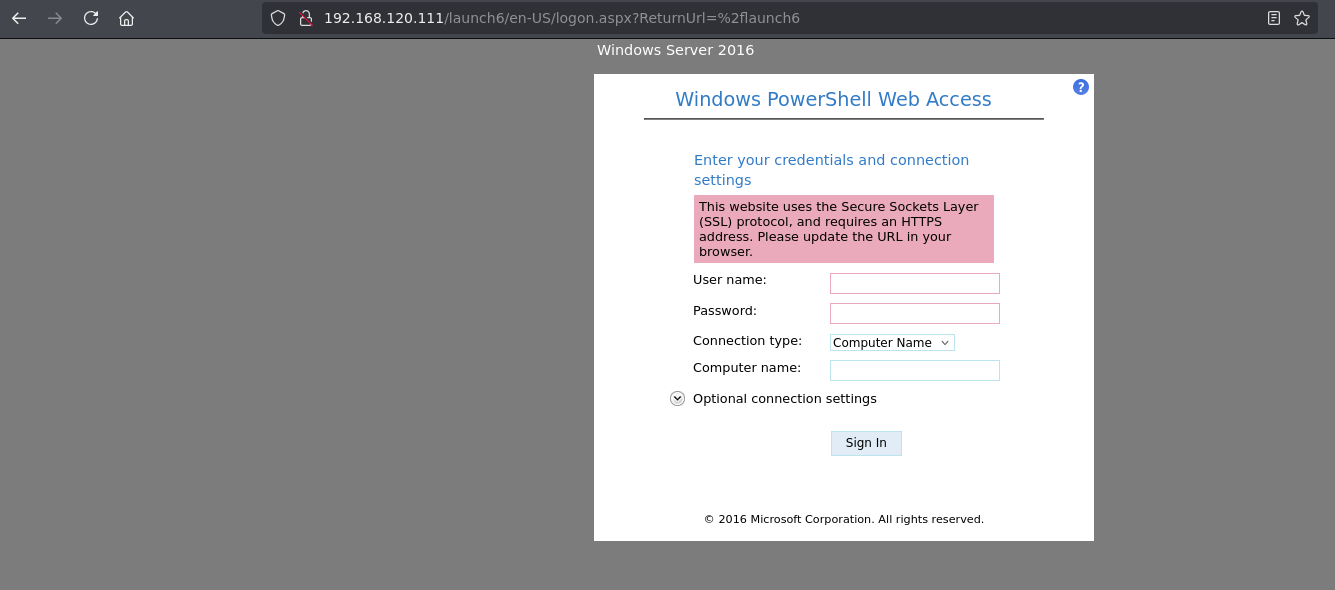 192.168.120.111/launch6/en-US/logon.aspx?ReturnUrl=%2flaunch6
Windows Server 2016
?
Windows PowerShell Web Access
Enter your credentials and connection
settings
This website uses the Secure Sockets Layer
(SSL) protocol, and requires an HTTPS
address. Please update the URL in your
browser.
User name:
Password:
Connection type: Computer Name
Computer name:
Optional connection settings
Sign In
© 2016 Microsoft Corporation. All rights reserved.